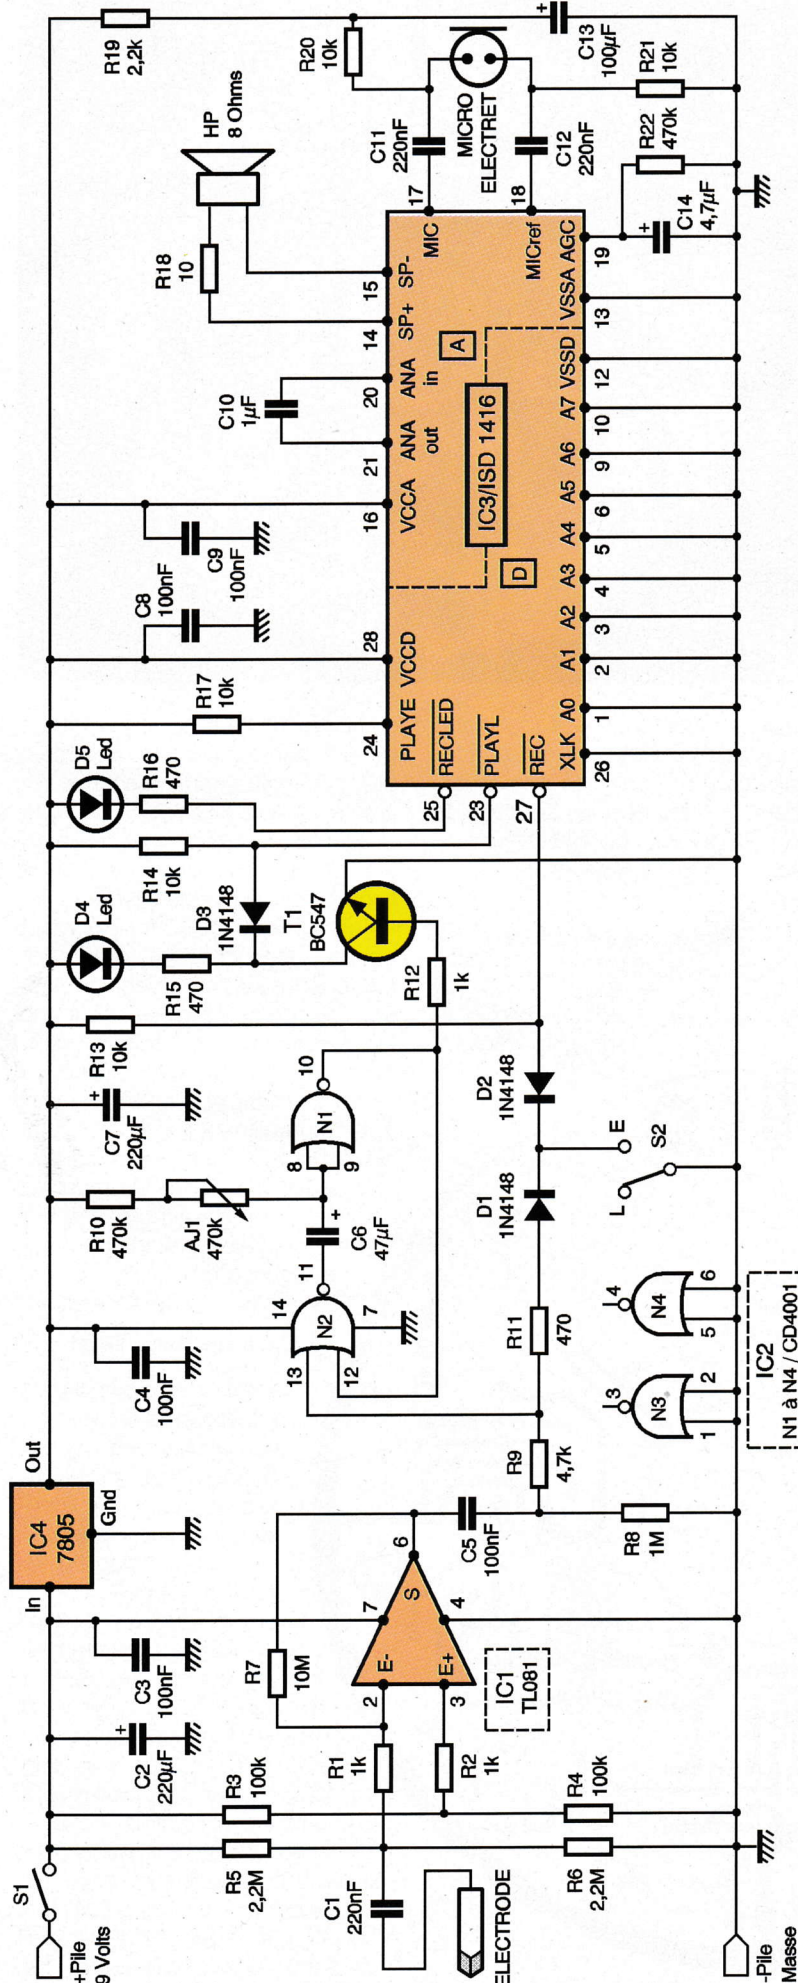 S1
+Pile
9 Volts
-Pile
Masse
R5
2,2M
R3
100k
C2
220µF
+
C3
100nF
In
IC4
7805
Out
Gnd
C1
220nF
ELECTRODE
R6
2,2M
R4
100k
R1
1k
R2
1k
R7
10M
2
3
E-
E+
7
4
S
6
IC1
TL081
C5
100nF
R8
1M
R9
4,7k
C4
100nF
14
13
12
N2
11
7
R11
470
1
2
N3
3
5
6
N4
4
IC2
N1 à N4 / CD4001
R10
470k
AJ1
470k
C6
47µF
+
C7
220µF
+
8
9
N1
10
D1
1N4148
D2
1N4148
L
E
S2
R13
10k
D4
Led
R15
470
R12
1k
D3
1N4148
T1
BC547
R14
10k
D5
Led
R16
470
R17
10k
25
23
27
24
PLAYE
RECLED
PLAYL
REC
28
VCCD
C8
100nF
C9
100nF
16
VCCA
21
ANA
out
20
ANA
in
C10
1µF
14
SP+
15
SP-
R18
10
HP
8 Ohms
D
IC3/ISD 1416
A
XLK
A0
A1
A2
A3
A4
A5
A6
A7
VSSD
VSSA
AGC
26
1
2
3
4
5
6
9
10
12
13
19
MIC
MICref
17
18
C11
220nF
MICRO
ELECTRET
C12
220nF
R19
2,2k
R20
10k
+
C13
100µF
R21
10k
R22
470k
+
C14
4,7µF